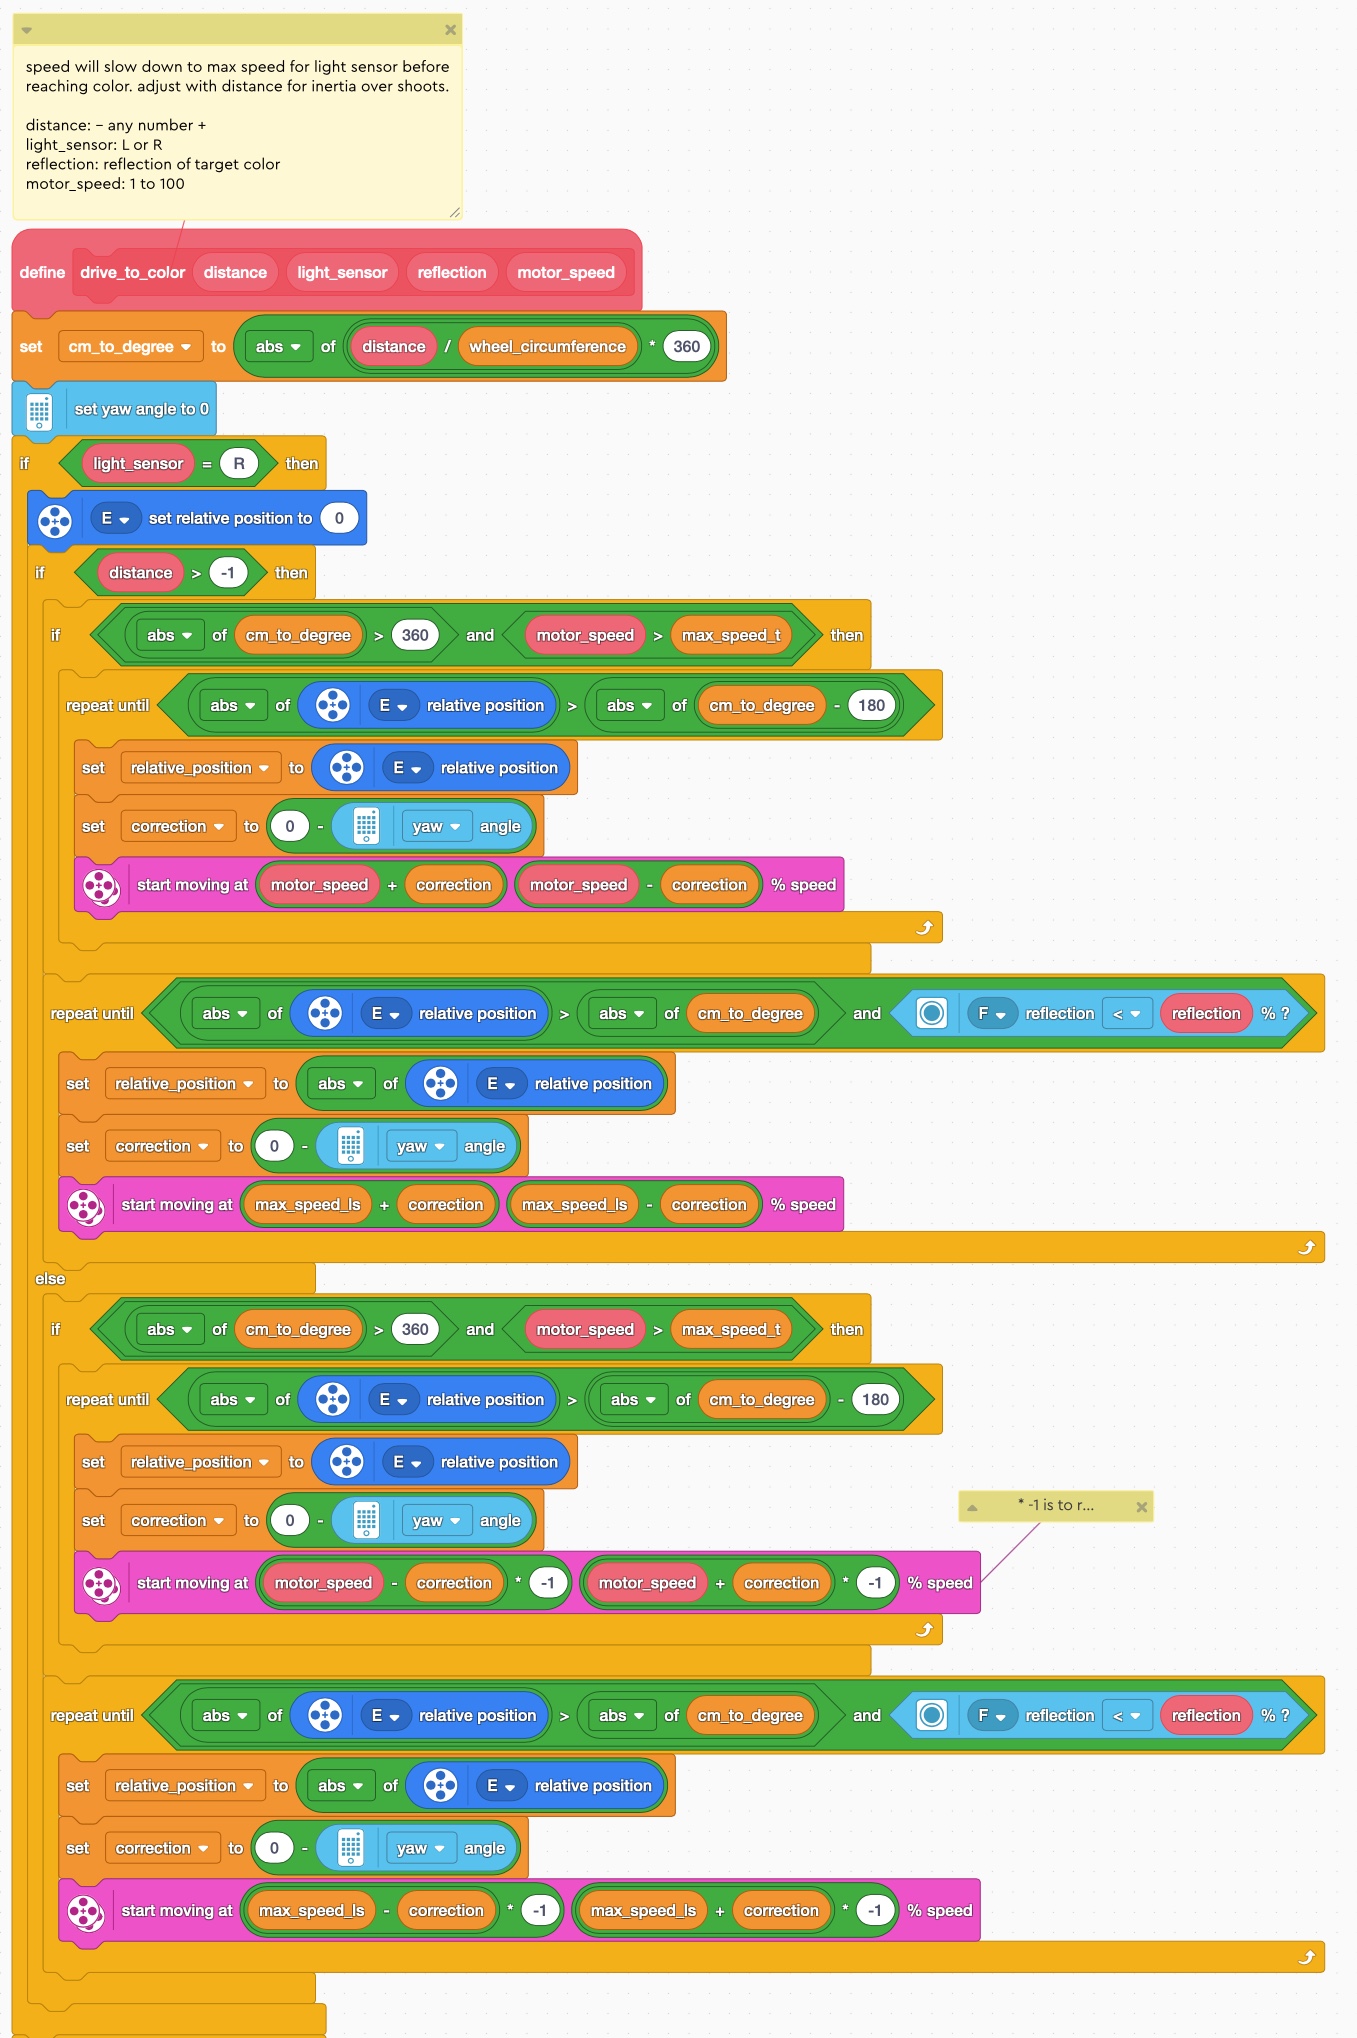 speed will slow down to max speed for light sensor before
reaching color. adjust with distance for inertia over shoots.
distance: - any number +
light_sensor: L or R
reflection: reflection of target color
motor_speed: 1 to 100
define drive_to_color distance light_sensor reflection motor_speed
set cm_to_degree to abs of distance / wheel_circumference * 360
set yaw angle to 0
if light_sensor = R then
E set relative position to 0
if distance > -1 then
if abs of cm_to_degree > 360 and motor_speed > max_speed_t then
repeat until abs of E relative position > abs of cm_to_degree - 180
set relative_position to E relative position
set correction to 0 - yaw angle
start moving at motor_speed + correction motor_speed - correction % speed
repeat until abs of E relative position > abs of cm_to_degree and F reflection < reflection % ?
set relative_position to abs of E relative position
set correction to 0 - yaw angle
start moving at max_speed_ls + correction max_speed_ls - correction % speed
else
if abs of cm_to_degree > 360 and motor_speed > max_speed_t then
repeat until abs of E relative position > abs of cm_to_degree - 180
set relative_position to E relative position
* -1 is to r...
set correction to 0 - yaw angle
start moving at motor_speed - correction * -1 motor_speed + correction * -1 % speed
repeat until abs of E relative position > abs of cm_to_degree and F reflection < reflection % ?
set relative_position to abs of E relative position
set correction to 0 - yaw angle
start moving at max_speed_ls - correction * -1 max_speed_ls + correction * -1 % speed